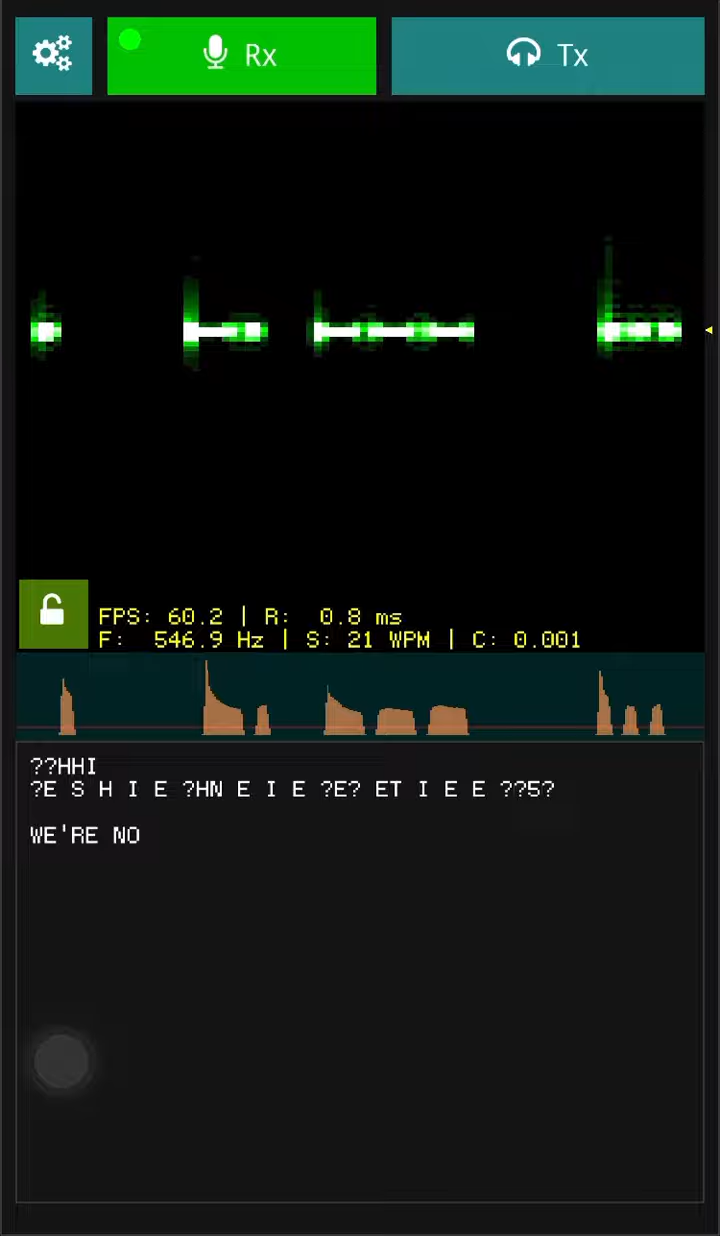 Rx
Tx
FPS: 60.2 | R: 0.8 ms
F: 546.9 Hz | S: 21 WPM | C: 0.001
??HHI
?E S H I E ?HN E I E ?E? ET I E E ??5?
WE'RE NO